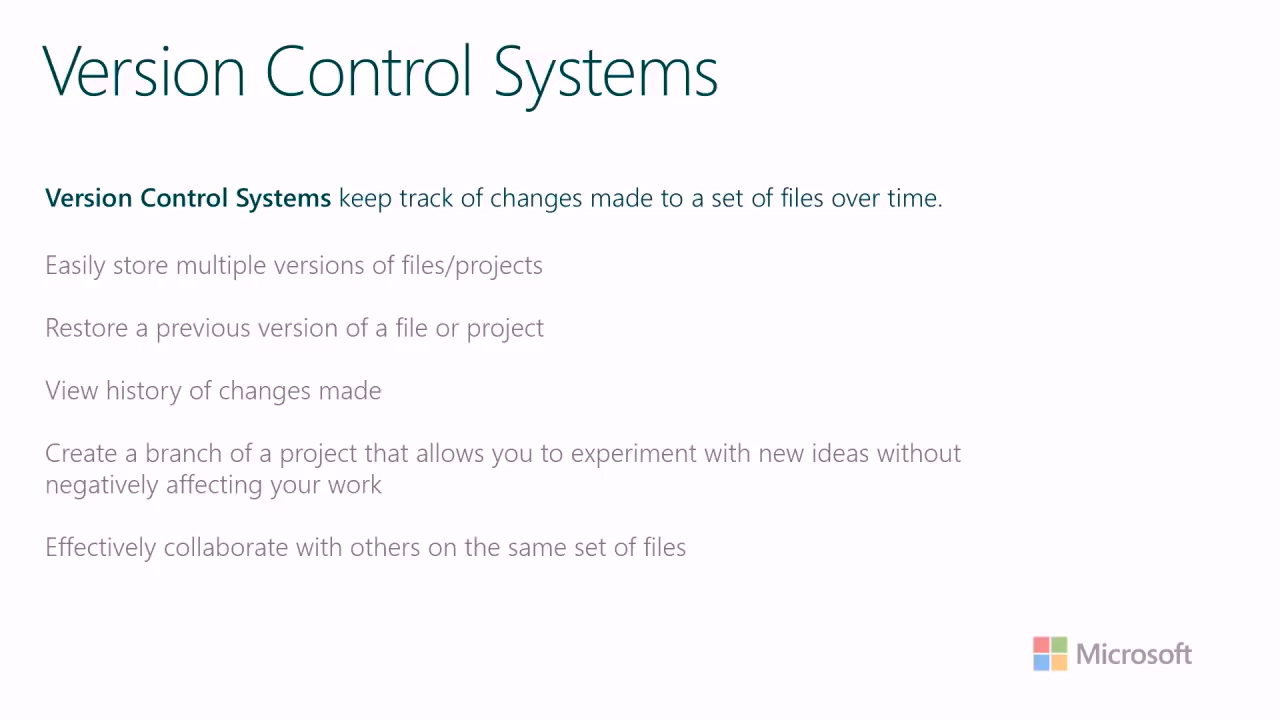 Version Control Systems
Version Control Systems keep track of changes made to a set of files over time.
Easily store multiple versions of files/projects
Restore a previous version of a file or project
View history of changes made
Create a branch of a project that allows you to experiment with new ideas without
negatively affecting your work
Effectively collaborate with others on the same set of files
Microsoft